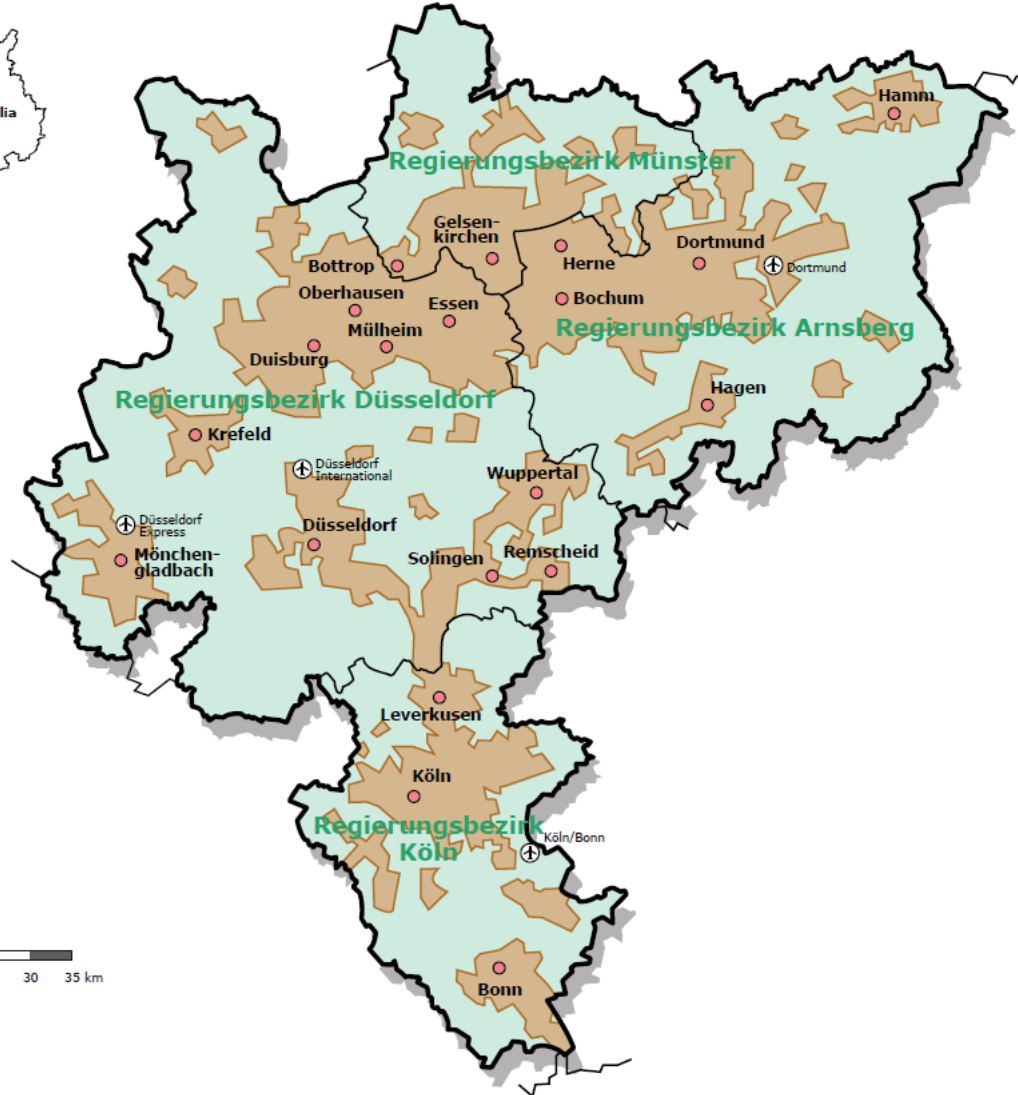 lia
Hamm
Regierungsbezirk Münster
Gelsen-
kirchen
Dortmund
Herne
Bottrop
Dortmund
Oberhausen
Bochum
Essen
Mülheim
Regierungsbezirk Arnsberg
Duisburg
Hagen
Regierungsbezirk Düsseldorf
Krefeld
Düsseldorf
International
Wuppertal
Düsseldorf
Express
Düsseldorf
Mönchen-
gladbach
Solingen
Remscheid
Leverkusen
Köln
Regierungsbezirk
Köln
Köln/Bonn
30 35 km
Bonn